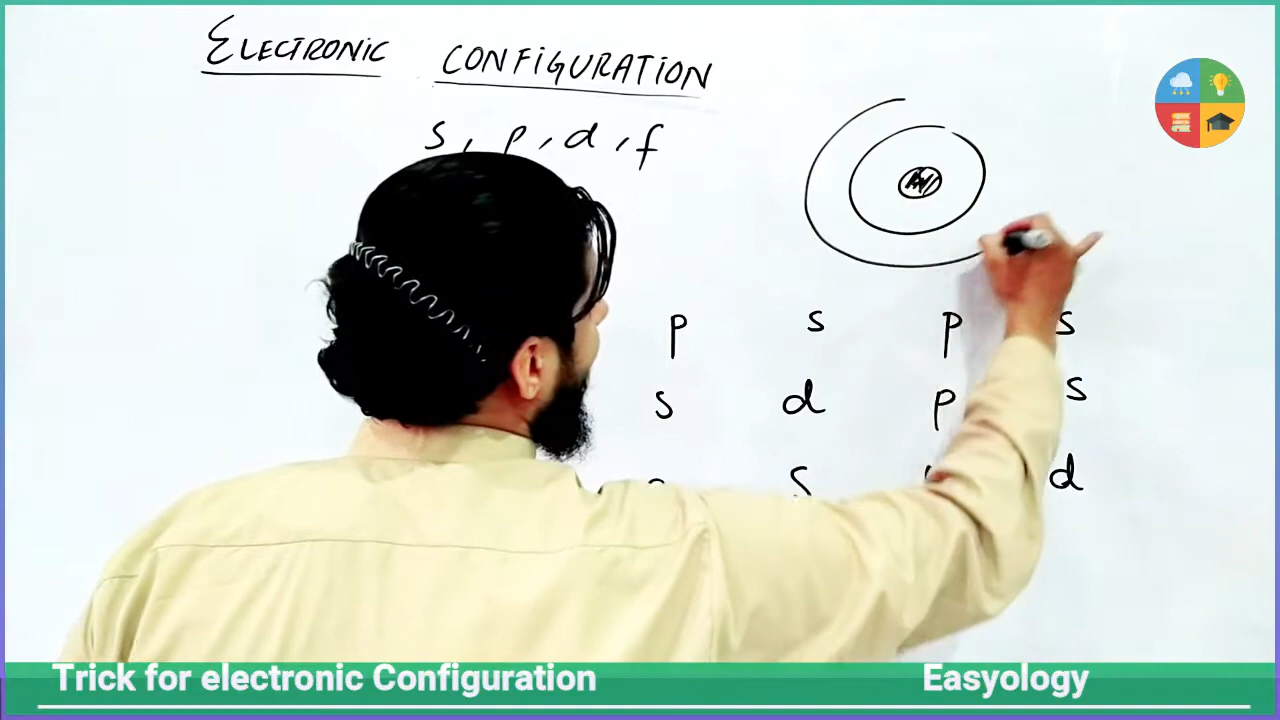 ELECTRONIC CONFIGURATION
s, p, d, f
p s p s
s d p s
s d
Trick for electronic Configuration Easyology